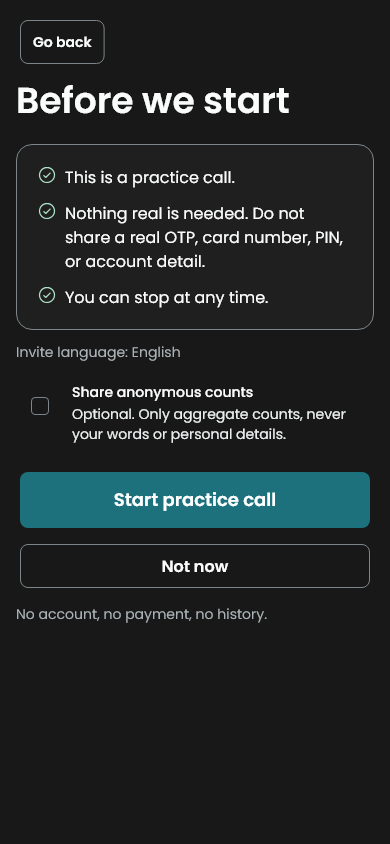 Go back
Before we start
This is a practice call.
Nothing real is needed. Do not
share a real OTP, card number, PIN,
or account detail.
You can stop at any time.
Invite language: English
Share anonymous counts
Optional. Only aggregate counts, never
your words or personal details.
Start practice call
Not now
No account, no payment, no history.